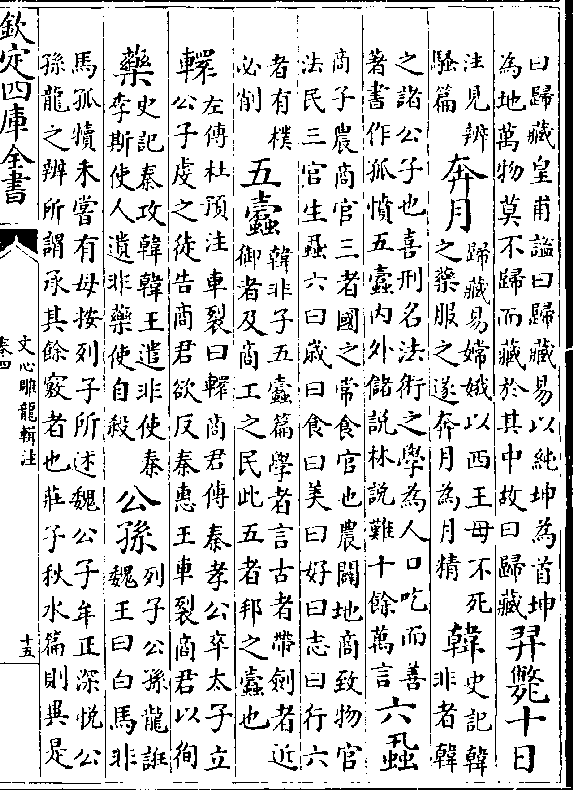 曰歸藏皇甫謐曰歸藏易以純坤為首坤
為地萬物莫不歸而藏於其中故曰歸藏
羿斃十日
注見辨
騷篇
奔月
歸藏易嫦娥以西王母不死
之藥服之遂奔月為月精
韓
史記韓
非者韓
之諸公子也喜刑名法術之學為人口吃而善
著書作孤憤五蠹内外儲說林說難十餘萬言
六蝨
商子農商官三者國之常食官也農闢地商致物官
法民三官生蝨六曰歲曰食曰美曰好曰志曰行六
者有樸
必削
五蠹
韓非子五蠹篇學者言古者帶劍者近
御者及商工之民此五者邦之蠹也
轘
左傳杜預注車裂曰轘商君傳秦孝公卒太子立
公子虔之徒告商君欲反秦惠王車裂商君以徇
藥
史記秦攻韓韓王遣非使秦
李斯使人遺非藥使自殺
公孫
列子公孫龍誑
魏王曰白馬非
馬孤犢未嘗有母按列子所述魏公子牟正深悦公
孫龍之辨所謂承其餘竅者也莊子秋水篇則異是
欽定四庫全書
文心雕龍輯注
卷四
十五